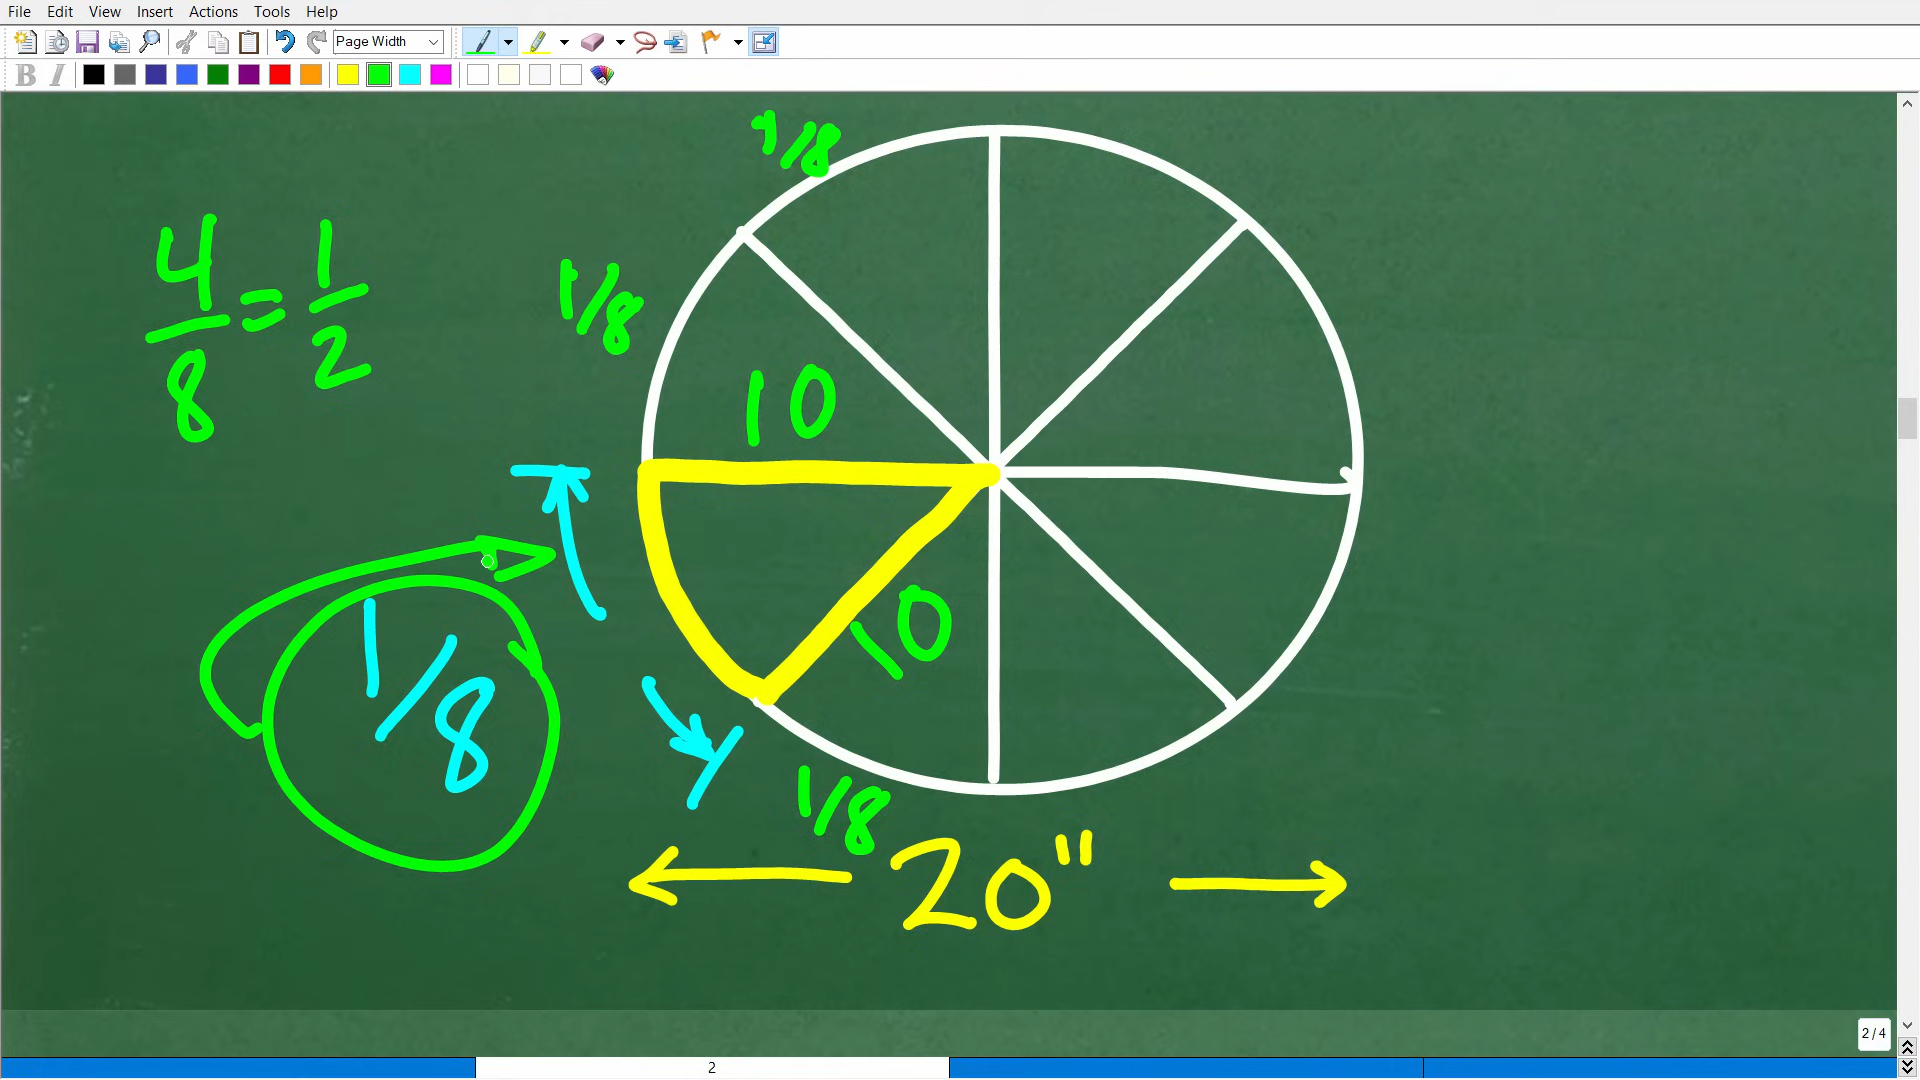 File Edit View Insert Actions Tools Help
Page Width
B I
1/8
4/8 = 1/2
1/8
10
10
1/8
1/8
20"
2/4
2